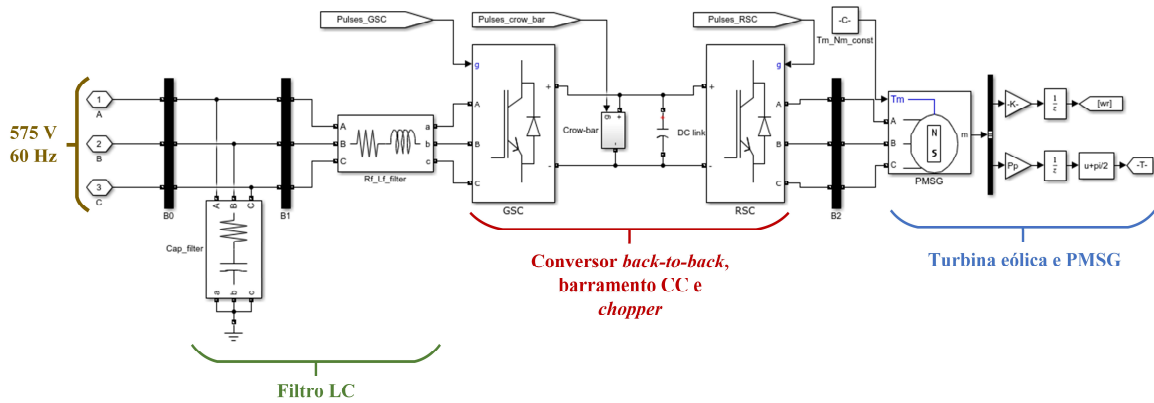 Pulses_GSC
Pulses_crow_bar
Pulses_RSC
-C-
Tm_Nm_const
575 V
60 Hz
1
A
2
B
3
C
B0
B1
A
B
C
a
b
c
Rf_Lf_filter
g
A
B
C
+
-
GSC
g
+
-
Crow-bar
DC link
g
+
-
A
B
C
RSC
B2
Tm
A
B
C
N
S
m
PMSG
-K-
1
z
[wr]
Pp
1
z
u+pi/2
-T-
A
B
C
Cap_filter
a
b
c
Conversor back-to-back,
barramento CC e
chopper
Turbina eólica e PMSG
Filtro LC